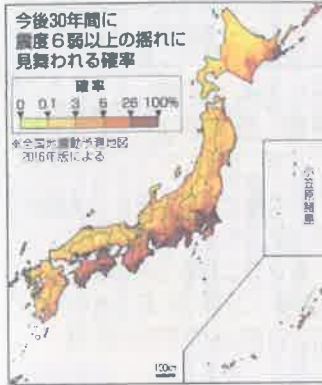 今後30年間に
震度6弱以上の揺れに
見舞われる確率
確率
0 0.1 3 6 26 100%
※全国地震動予測地図
2016年版による
小笠原諸島
100km